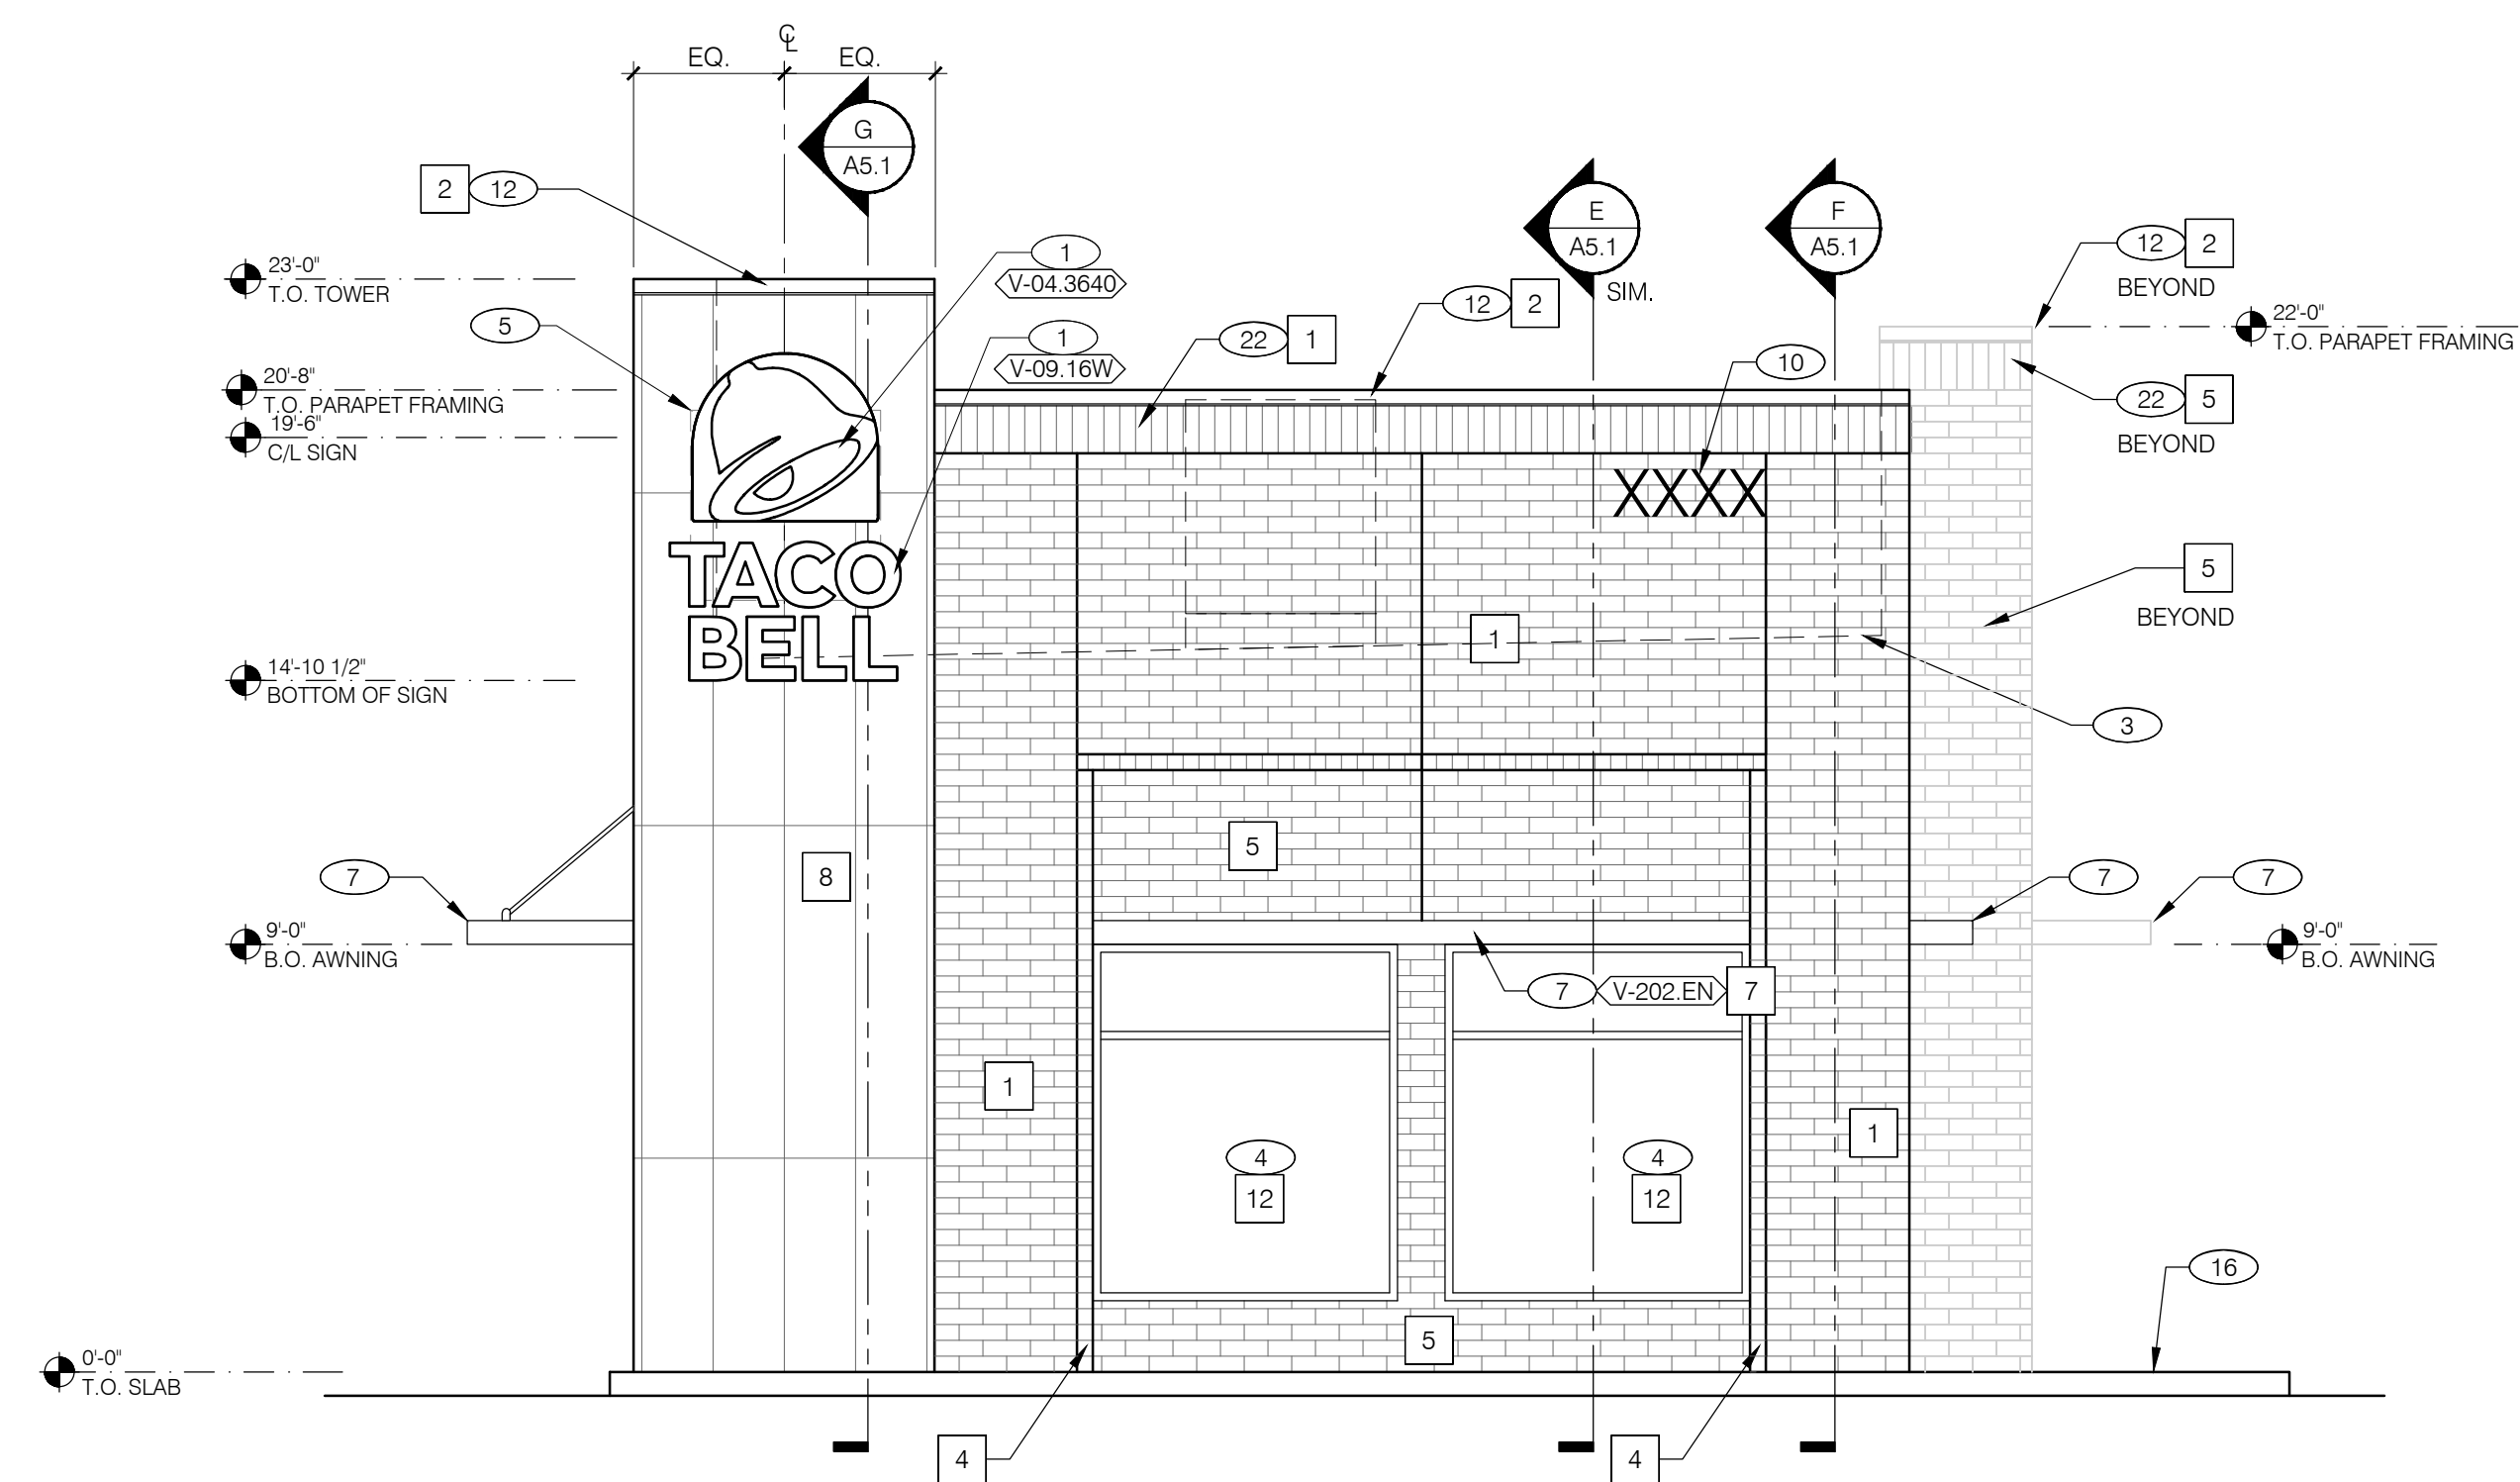 ℄
EQ. EQ.
G
A5.1
2 12
E
A5.1
SIM.
F
A5.1
12 2
BEYOND
1
V-04.3640
23'-0"
T.O. TOWER
12 2
22'-0"
T.O. PARAPET FRAMING
5
1
V-09.16W
22 1
10
20'-8"
T.O. PARAPET FRAMING
22 5
BEYOND
19'-6"
C/L SIGN
XXXX
TACO
BELL
5
BEYOND
1
14'-10 1/2"
BOTTOM OF SIGN
3
5
8
7
7
7
9'-0"
B.O. AWNING
9'-0"
B.O. AWNING
7 V-202.EN 7
1
1
4
12
4
12
16
5
0'-0"
T.O. SLAB
4
4